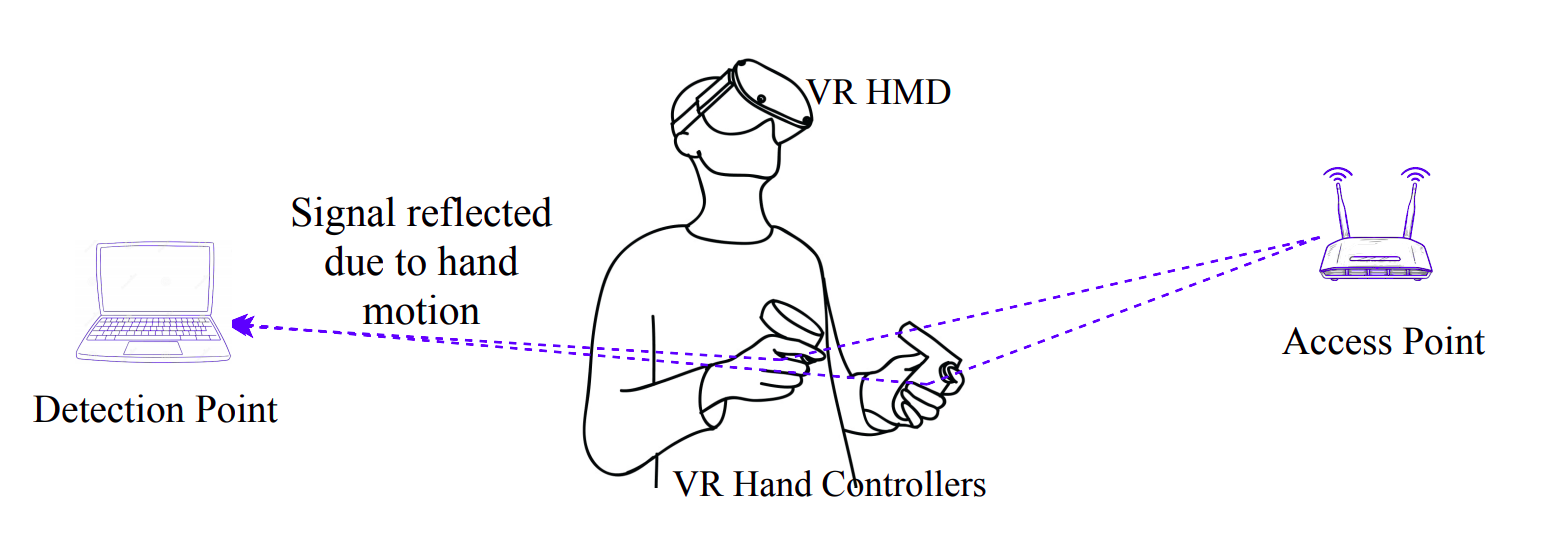 VR HMD
Signal reflected
due to hand
motion
Access Point
Detection Point
VR Hand Controllers